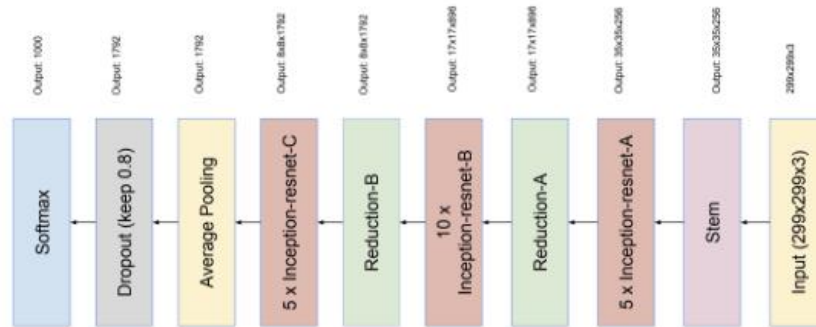 Output: 1000
Softmax
Output: 1792
Dropout (keep 0.8)
Output: 1792
Average Pooling
Output: 8x8x1792
5 x Inception-resnet-C
Output: 8x8x1792
Reduction-B
Output: 17x17x896
10 x
Inception-resnet-B
Output: 17x17x896
Reduction-A
Output: 35x35x256
5 x Inception-resnet-A
Output: 35x35x256
Stem
299x299x3
Input (299x299x3)